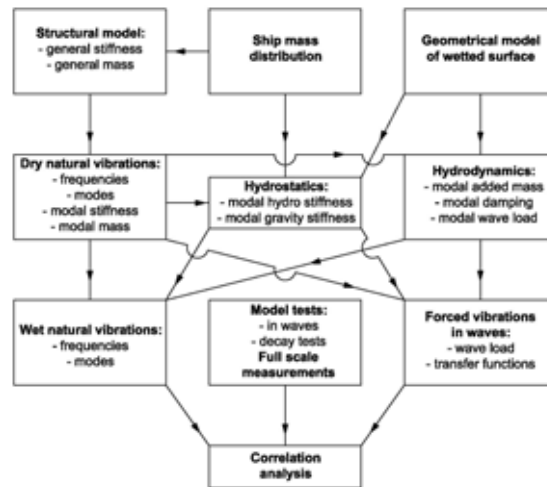 Structural model:
- general stiffness
- general mass
Ship mass
distribution
Geometrical model
of wetted surface
Dry natural vibrations:
- frequencies
- modes
- modal stiffness
- modal mass
Hydrostatics:
- modal hydro stiffness
- modal gravity stiffness
Hydrodynamics:
- modal added mass
- modal damping
- modal wave load
Wet natural vibrations:
- frequencies
- modes
Model tests:
- in waves
- decay tests
Full scale
measurements
Forced vibrations
in waves:
- wave load
- transfer functions
Correlation
analysis